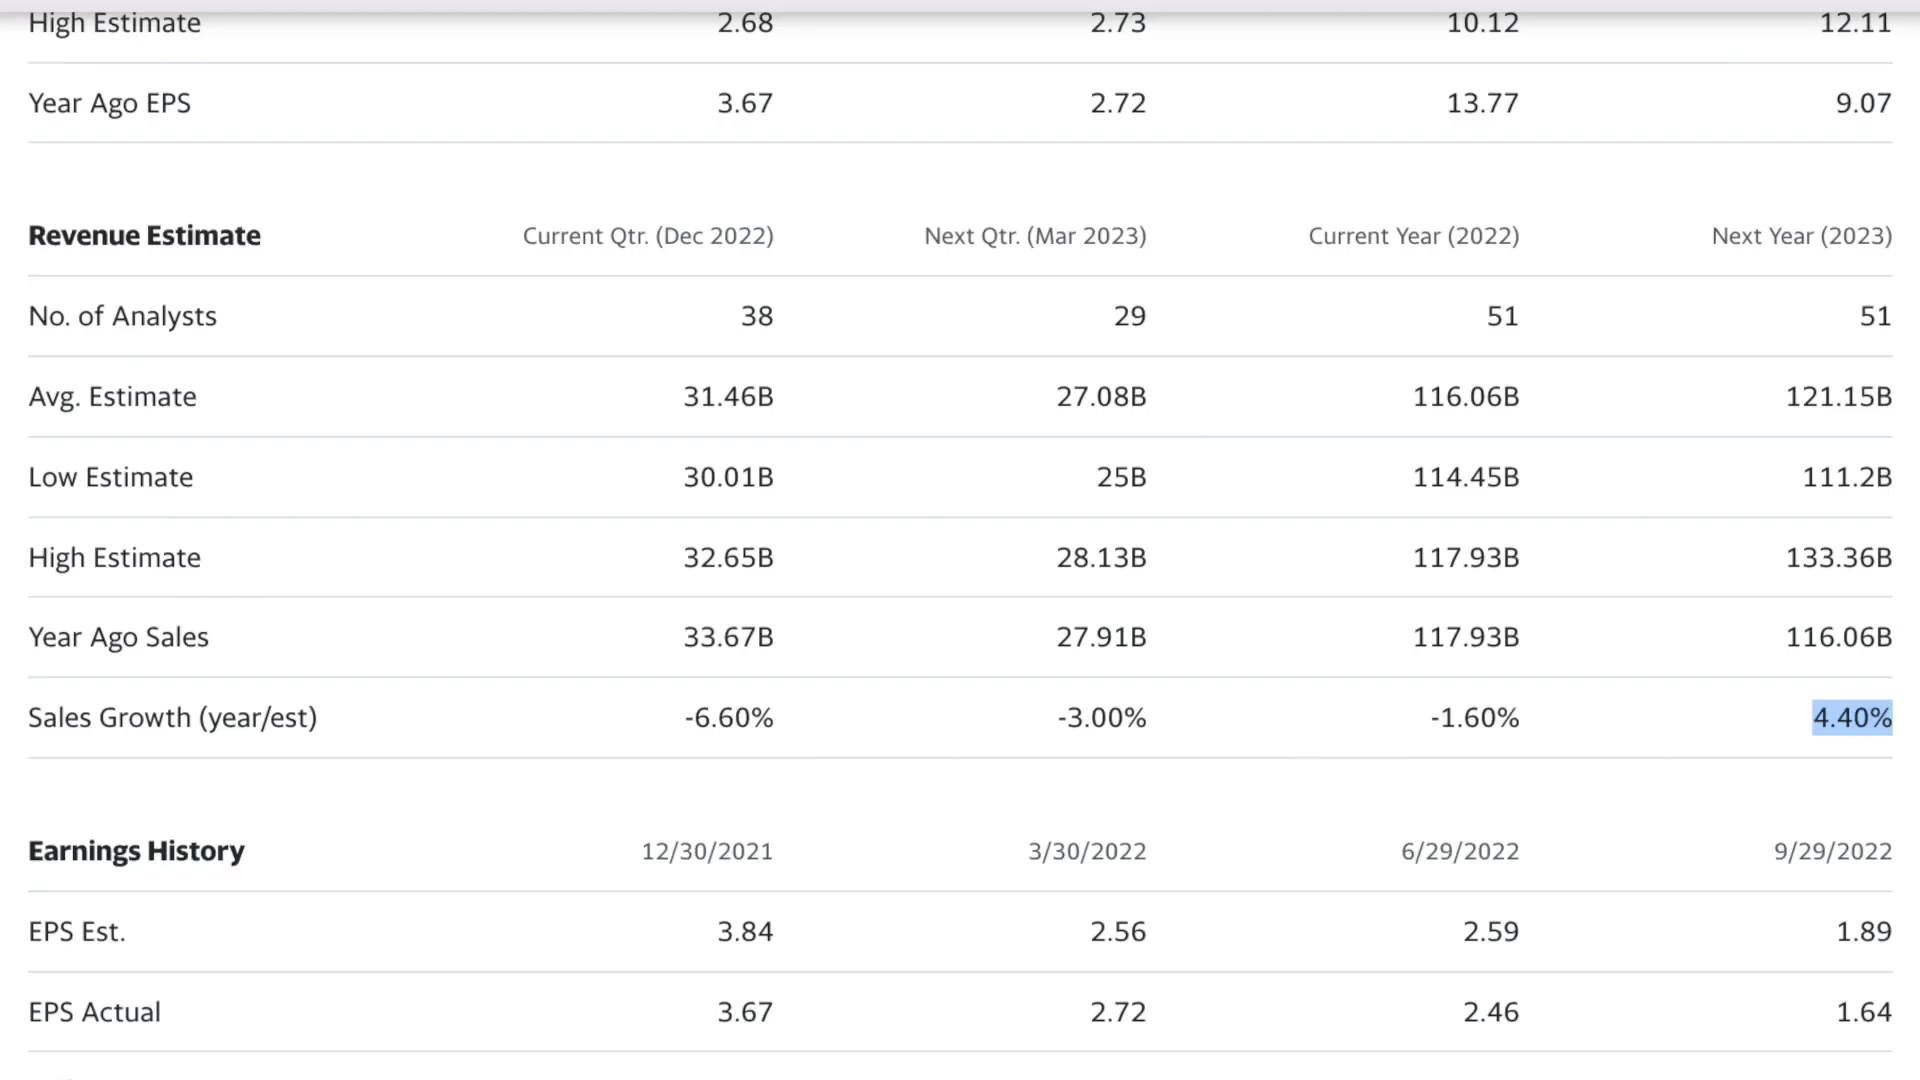 High Estimate 2.68 2.73 10.12 12.11
Year Ago EPS 3.67 2.72 13.77 9.07
Revenue Estimate Current Qtr. (Dec 2022) Next Qtr. (Mar 2023) Current Year (2022) Next Year (2023)
No. of Analysts 38 29 51 51
Avg. Estimate 31.46B 27.08B 116.06B 121.15B
Low Estimate 30.01B 25B 114.45B 111.2B
High Estimate 32.65B 28.13B 117.93B 133.36B
Year Ago Sales 33.67B 27.91B 117.93B 116.06B
Sales Growth (year/est) -6.60% -3.00% -1.60% 4.40%
Earnings History 12/30/2021 3/30/2022 6/29/2022 9/29/2022
EPS Est. 3.84 2.56 2.59 1.89
EPS Actual 3.67 2.72 2.46 1.64